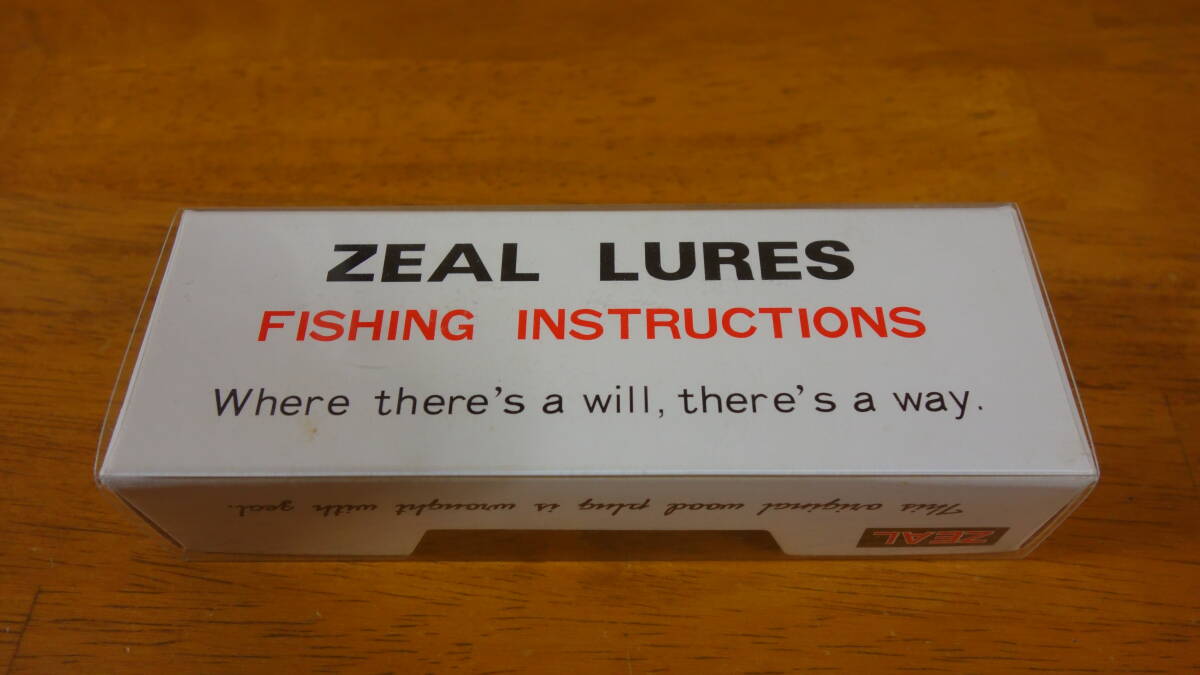 ZEAL LURES
FISHING INSTRUCTIONS
Where there's a will, there's a way.
This original wood plug is wrought with zeal.
ZEAL